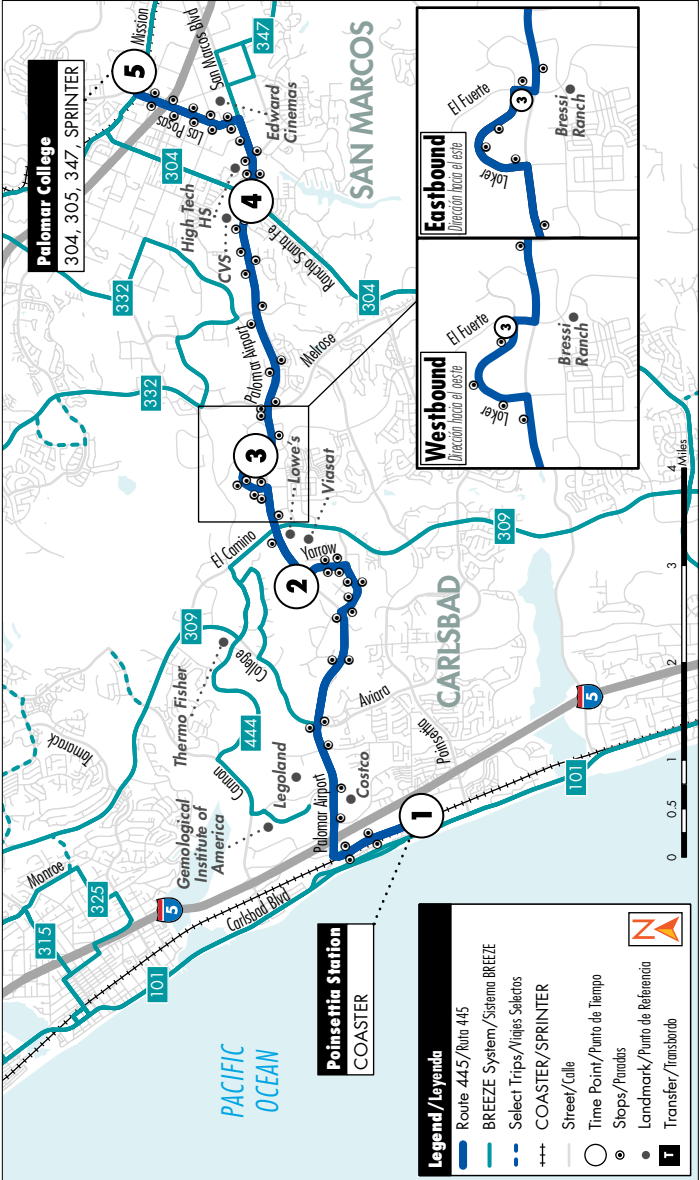 Palomar College
304, 305, 347, SPRINTER
5
Mission
San Marcos Blvd
347
Las Posas
Edward
Cinemas
SAN MARCOS
304
High Tech
HS
CVS
4
Rancho Santa Fe
304
332
332
Palomar Airport
Melrose
3
Lowe's
Viasat
El Camino
2
Yarrow
309
309
CARLSBAD
College
Thermo Fisher
444
Cannon
Legoland
Gemological
Institute of
America
Aviara
Poinsettia
Costco
Palomar Airport
1
5
101
Tamarack
Monroe
325
315
5
Carlsbad Blvd
101
PACIFIC
OCEAN
Poinsettia Station
COASTER
Westbound
Dirección hacia el oeste
El Fuerte
3
Loker
Bressi
Ranch
Eastbound
Dirección hacia el este
El Fuerte
3
Loker
Bressi
Ranch
0
0.5
1
2
3
4
Miles
Legend/Leyenda
Route 445/Ruta 445
BREEZE System/Sistema BREEZE
Select Trips/Viajes Selectos
COASTER/SPRINTER
Street/Calle
Time Point/Punto de Tiempo
Stops/Paradas
Landmark/Punto de Referencia
T Transfer/Transbordo
N